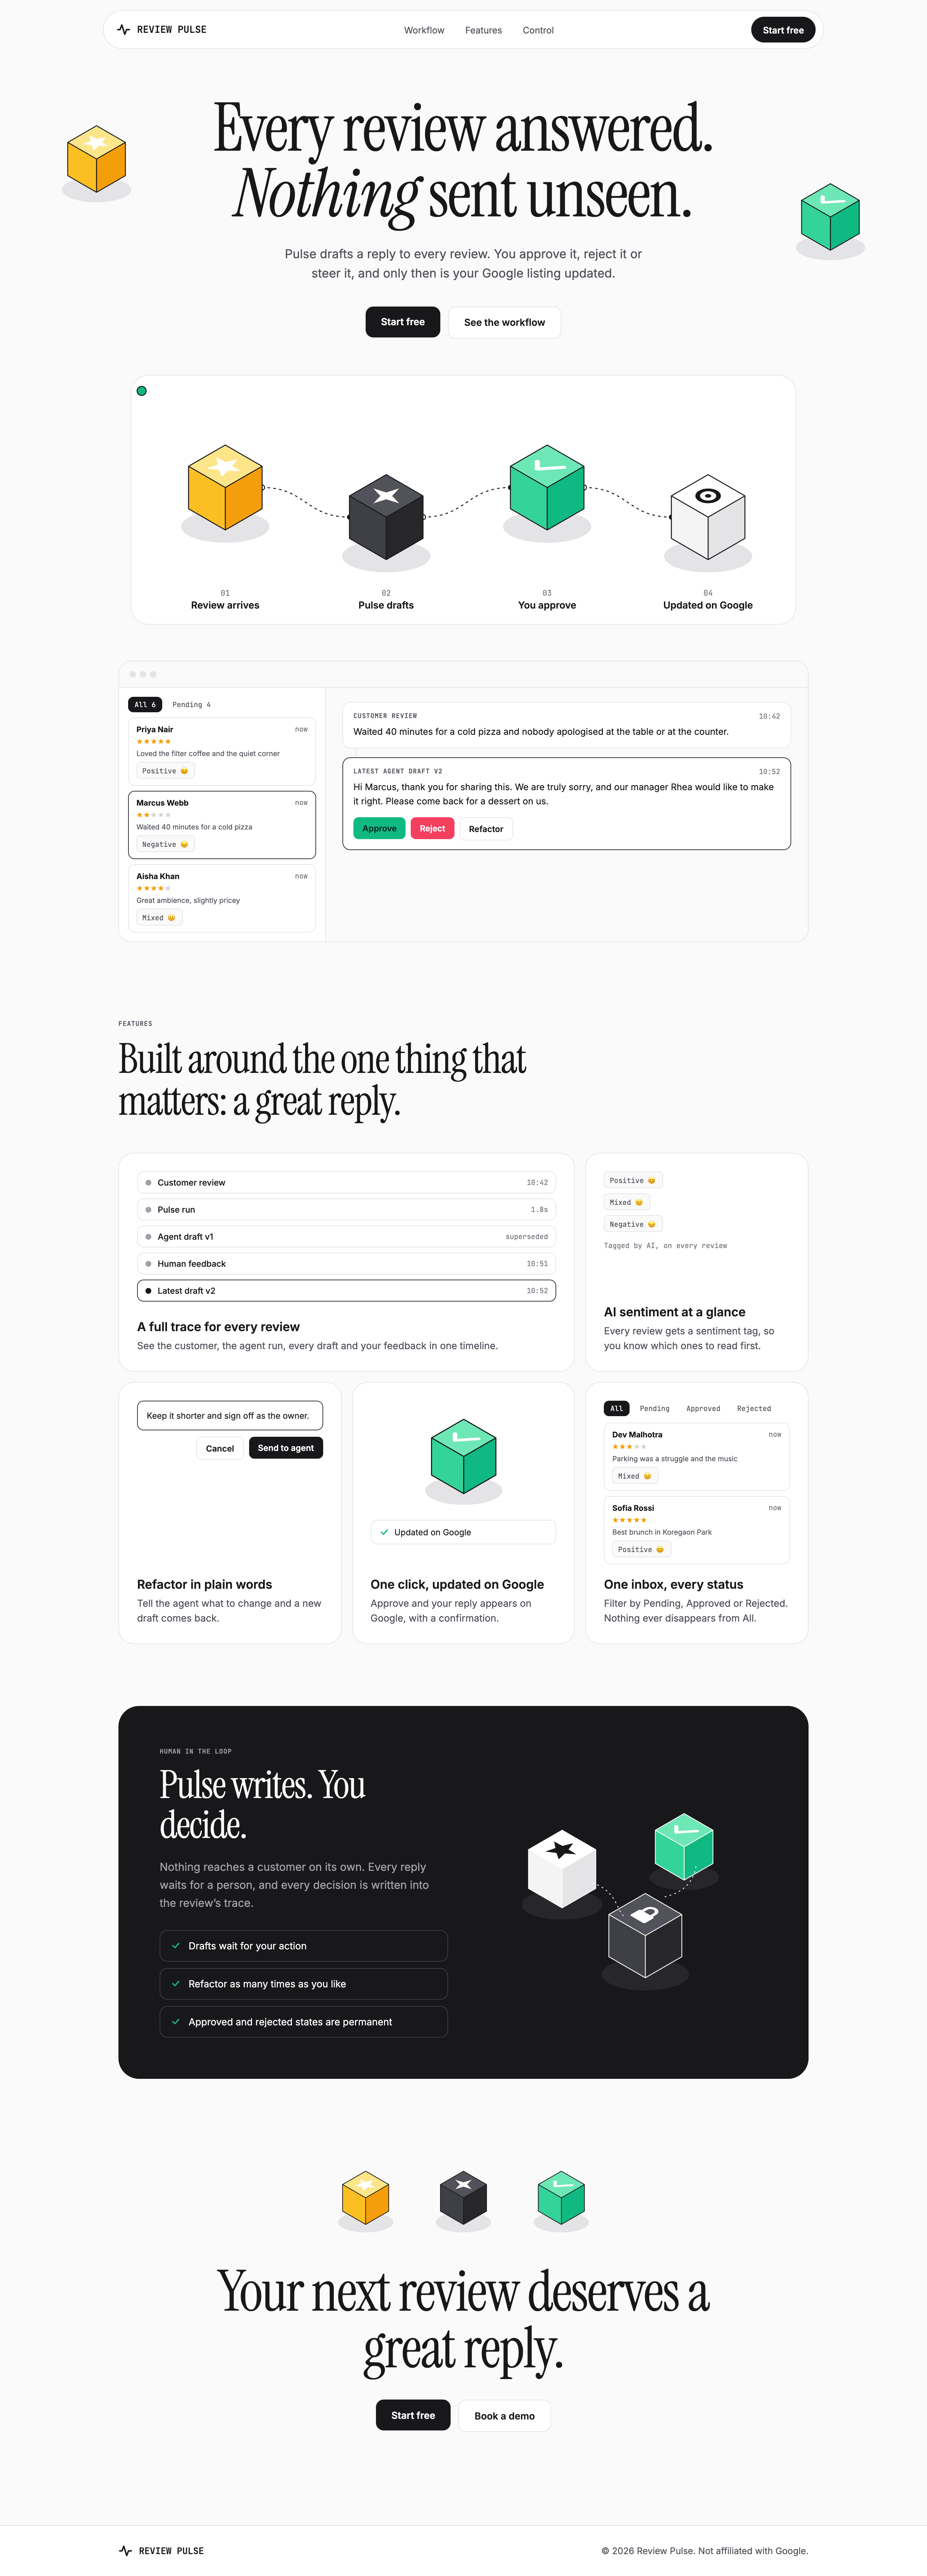 REVIEW PULSE
Workflow
Features
Control
Start free
Every review answered.
Nothing sent unseen.
Pulse drafts a reply to every review. You approve it, reject it or
steer it, and only then is your Google listing updated.
Start free
See the workflow
01
Review arrives
02
Pulse drafts
03
You approve
04
Updated on Google
All 6
Pending 4
Priya Nair
now
Loved the filter coffee and the quiet corner
Positive 😊
Marcus Webb
now
Waited 40 minutes for a cold pizza
Negative 😞
Aisha Khan
now
Great ambience, slightly pricey
Mixed 😐
CUSTOMER REVIEW
10:42
Waited 40 minutes for a cold pizza and nobody apologised at the table or at the counter.
LATEST AGENT DRAFT V2
10:52
Hi Marcus, thank you for sharing this. We are truly sorry, and our manager Rhea would like to make
it right. Please come back for a dessert on us.
Approve
Reject
Refactor
FEATURES
Built around the one thing that
matters: a great reply.
Customer review
10:42
Pulse run
1.8s
Agent draft v1
superseded
Human feedback
10:51
Latest draft v2
10:52
A full trace for every review
See the customer, the agent run, every draft and your feedback in one timeline.
Positive 😊
Mixed 😐
Negative 😞
Tagged by AI, on every review
AI sentiment at a glance
Every review gets a sentiment tag, so
you know which ones to read first.
Keep it shorter and sign off as the owner.
Cancel
Send to agent
Refactor in plain words
Tell the agent what to change and a new
draft comes back.
Updated on Google
One click, updated on Google
Approve and your reply appears on
Google, with a confirmation.
All
Pending
Approved
Rejected
Dev Malhotra
now
Parking was a struggle and the music
Mixed 😐
Sofia Rossi
now
Best brunch in Koregaon Park
Positive 😊
One inbox, every status
Filter by Pending, Approved or Rejected.
Nothing ever disappears from All.
HUMAN IN THE LOOP
Pulse writes. You
decide.
Nothing reaches a customer on its own. Every reply
waits for a person, and every decision is written into
the review's trace.
Drafts wait for your action
Refactor as many times as you like
Approved and rejected states are permanent
Your next review deserves a
great reply.
Start free
Book a demo
REVIEW PULSE
© 2026 Review Pulse. Not affiliated with Google.